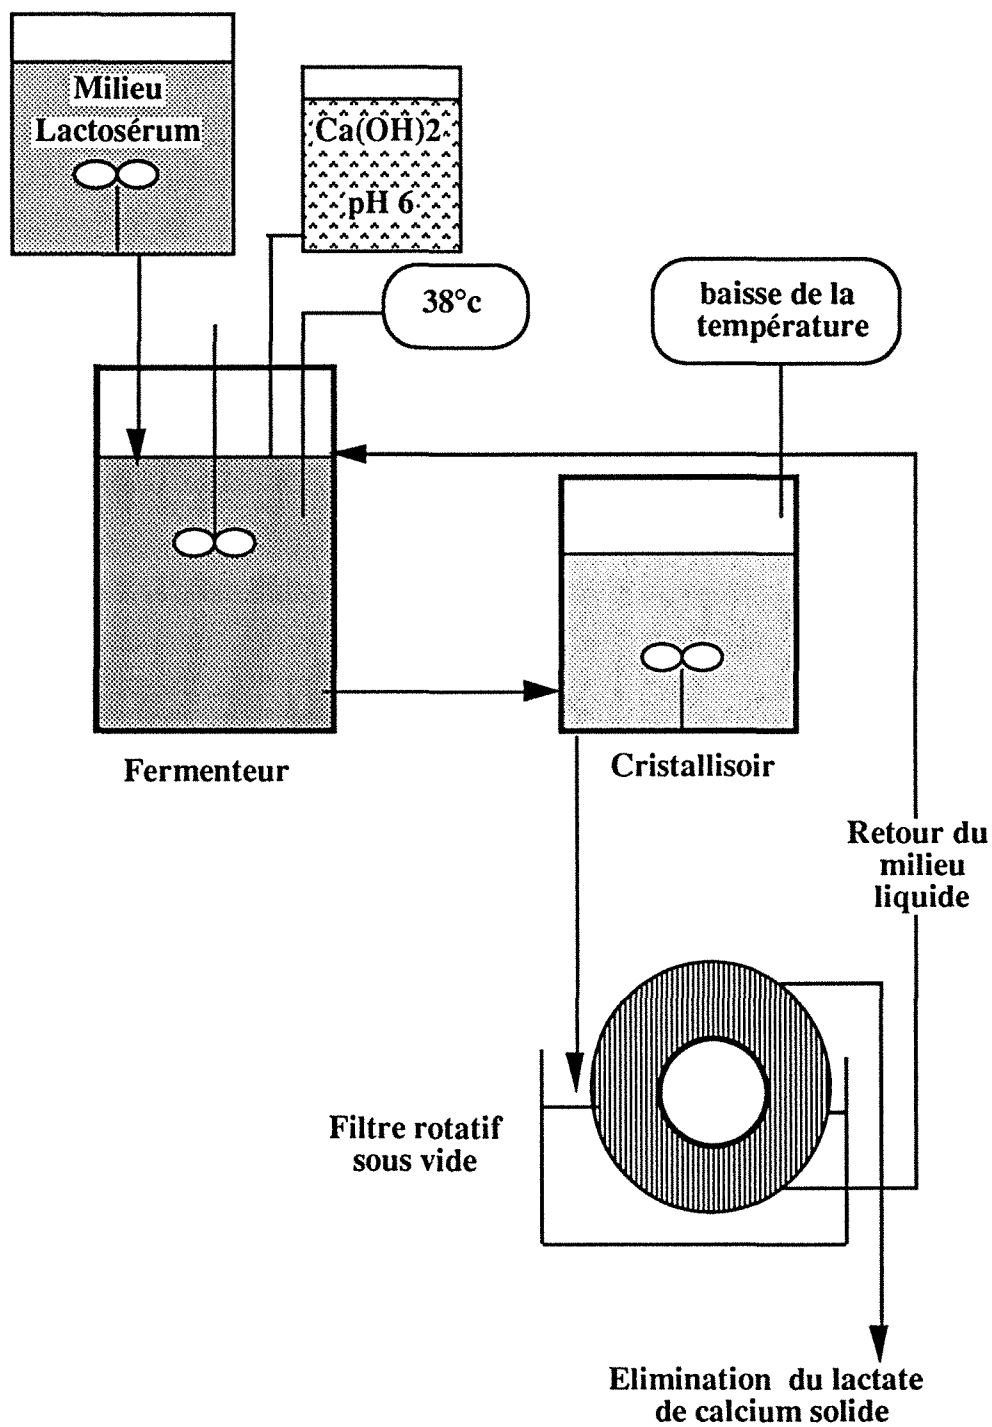 Milieu
Lactosérum
Ca(OH)2
pH 6
38°c
baisse de la
température
Fermenteur
Cristallisoir
Retour du
milieu
liquide
Filtre rotatif
sous vide
Elimination du lactate
de calcium solide